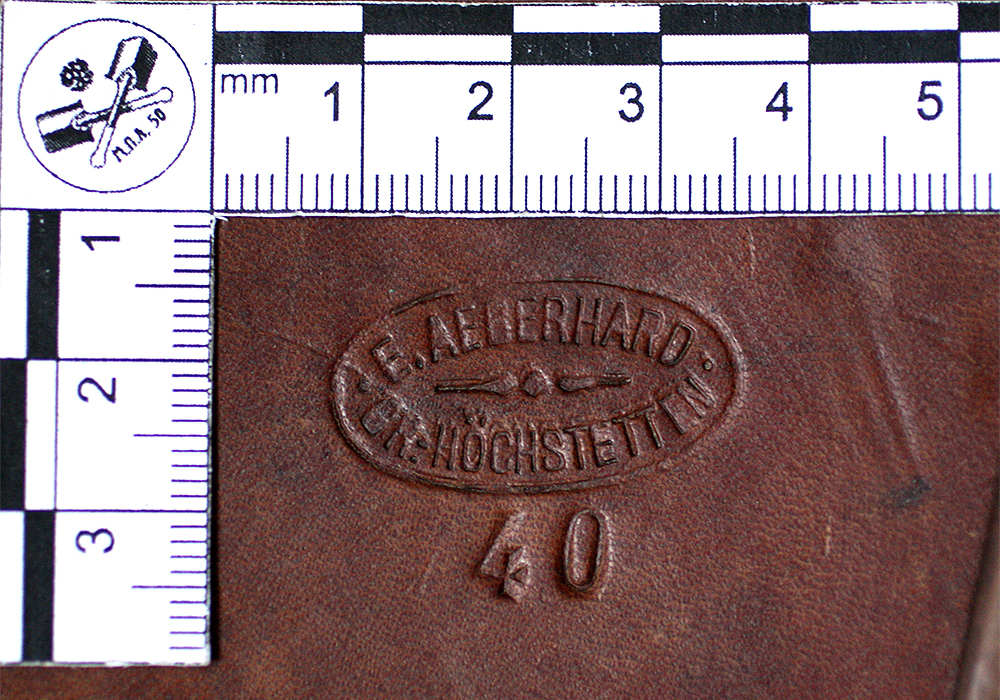 mm 1 2 3 4 5
M.П.А. 50
1
2
3
E. AEBERHARD
GR: HÖCHSTETTEN
40